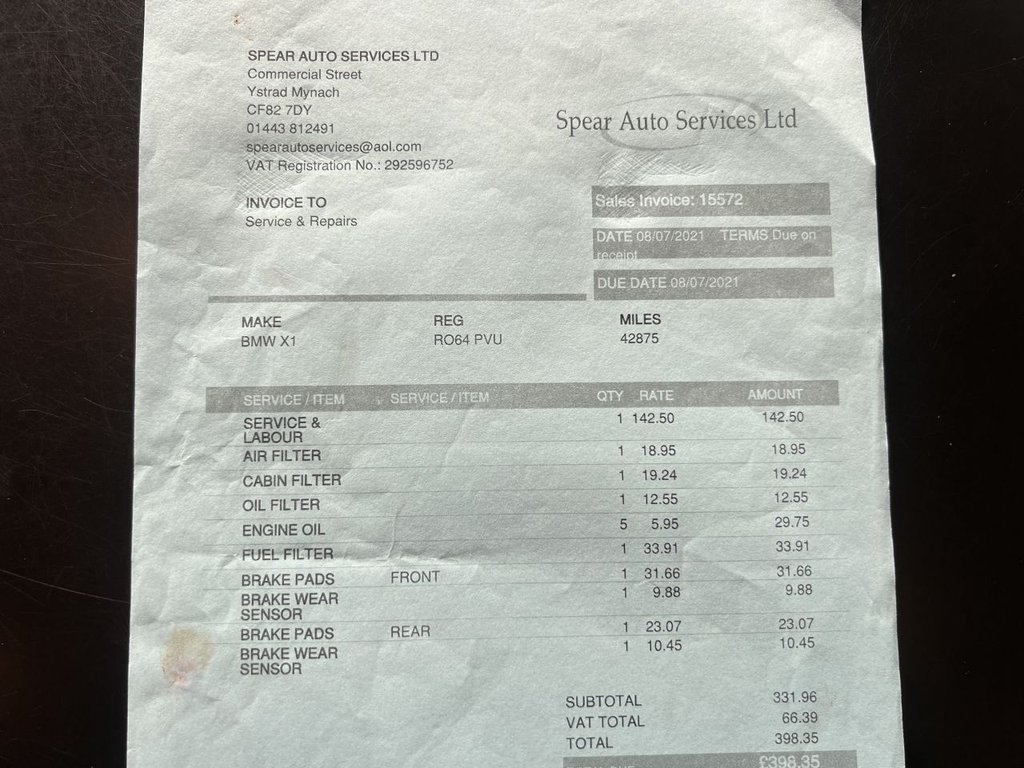 SPEAR AUTO SERVICES LTD
Commercial Street
Ystrad Mynach
CF82 7DY
01443 812491
spearautoservices@aol.com
VAT Registration No.: 292596752
Spear Auto Services Ltd
INVOICE TO
Service & Repairs
Sales Invoice: 15572
DATE 08/07/2021 TERMS Due on
receipt
DUE DATE 08/07/2021
MAKE REG MILES
BMW X1 RO64 PVU 42875
SERVICE / ITEM SERVICE / ITEM QTY RATE AMOUNT
SERVICE & 1 142.50 142.50
LABOUR
AIR FILTER 1 18.95 18.95
CABIN FILTER 1 19.24 19.24
OIL FILTER 1 12.55 12.55
ENGINE OIL 5 5.95 29.75
FUEL FILTER 1 33.91 33.91
BRAKE PADS FRONT 1 31.66 31.66
BRAKE WEAR 1 9.88 9.88
SENSOR
BRAKE PADS REAR 1 23.07 23.07
BRAKE WEAR 1 10.45 10.45
SENSOR
SUBTOTAL 331.96
VAT TOTAL 66.39
TOTAL 398.35
£398.35